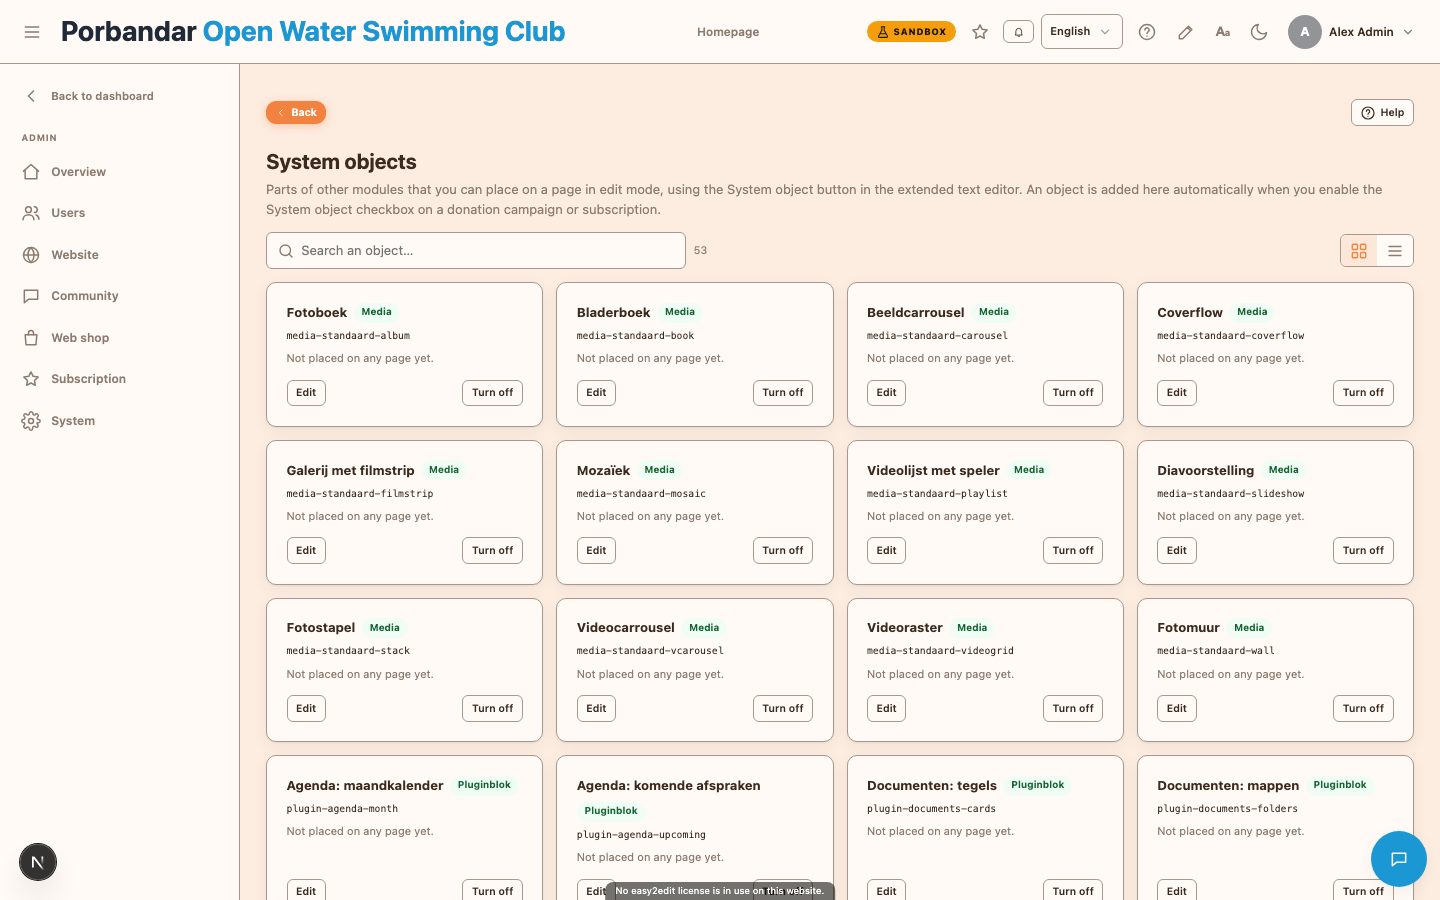 Porbandar Open Water Swimming Club
Homepage
SANDBOX
English
Aa
A
Alex Admin
Back to dashboard
ADMIN
Overview
Users
Website
Community
Web shop
Subscription
System
Back
Help
System objects
Parts of other modules that you can place on a page in edit mode, using the System object button in the extended text editor. An object is added here automatically when you enable the
System object checkbox on a donation campaign or subscription.
Search an object...
53
Fotoboek Media
media-standaard-album
Not placed on any page yet.
Edit Turn off
Bladerboek Media
media-standaard-book
Not placed on any page yet.
Edit Turn off
Beeldcarrousel Media
media-standaard-carousel
Not placed on any page yet.
Edit Turn off
Coverflow Media
media-standaard-coverflow
Not placed on any page yet.
Edit Turn off
Galerij met filmstrip Media
media-standaard-filmstrip
Not placed on any page yet.
Edit Turn off
Mozaïek Media
media-standaard-mosaic
Not placed on any page yet.
Edit Turn off
Videolijst met speler Media
media-standaard-playlist
Not placed on any page yet.
Edit Turn off
Diavoorstelling Media
media-standaard-slideshow
Not placed on any page yet.
Edit Turn off
Fotostapel Media
media-standaard-stack
Not placed on any page yet.
Edit Turn off
Videocarrousel Media
media-standaard-vcarousel
Not placed on any page yet.
Edit Turn off
Videoraster Media
media-standaard-videogrid
Not placed on any page yet.
Edit Turn off
Fotomuur Media
media-standaard-wall
Not placed on any page yet.
Edit Turn off
Agenda: maandkalender Pluginblok
plugin-agenda-month
Not placed on any page yet.
Edit Turn off
Agenda: komende afspraken
Pluginblok
plugin-agenda-upcoming
Not placed on any page yet.
Edit
Documenten: tegels Pluginblok
plugin-documents-cards
Not placed on any page yet.
Edit Turn off
Documenten: mappen Pluginblok
plugin-documents-folders
Not placed on any page yet.
Edit Turn off
No easy2edit license is in use on this website.
N